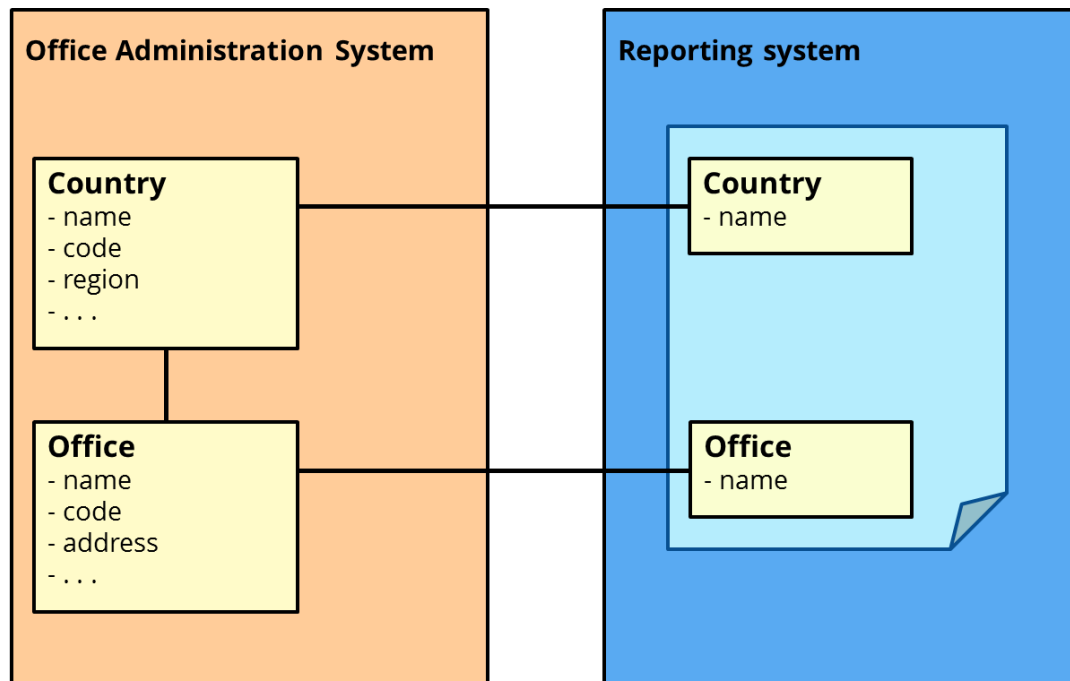 Office Administration System
Country
- name
- code
- region
- . . .
Office
- name
- code
- address
- . . .
Reporting system
Country
- name
Office
- name